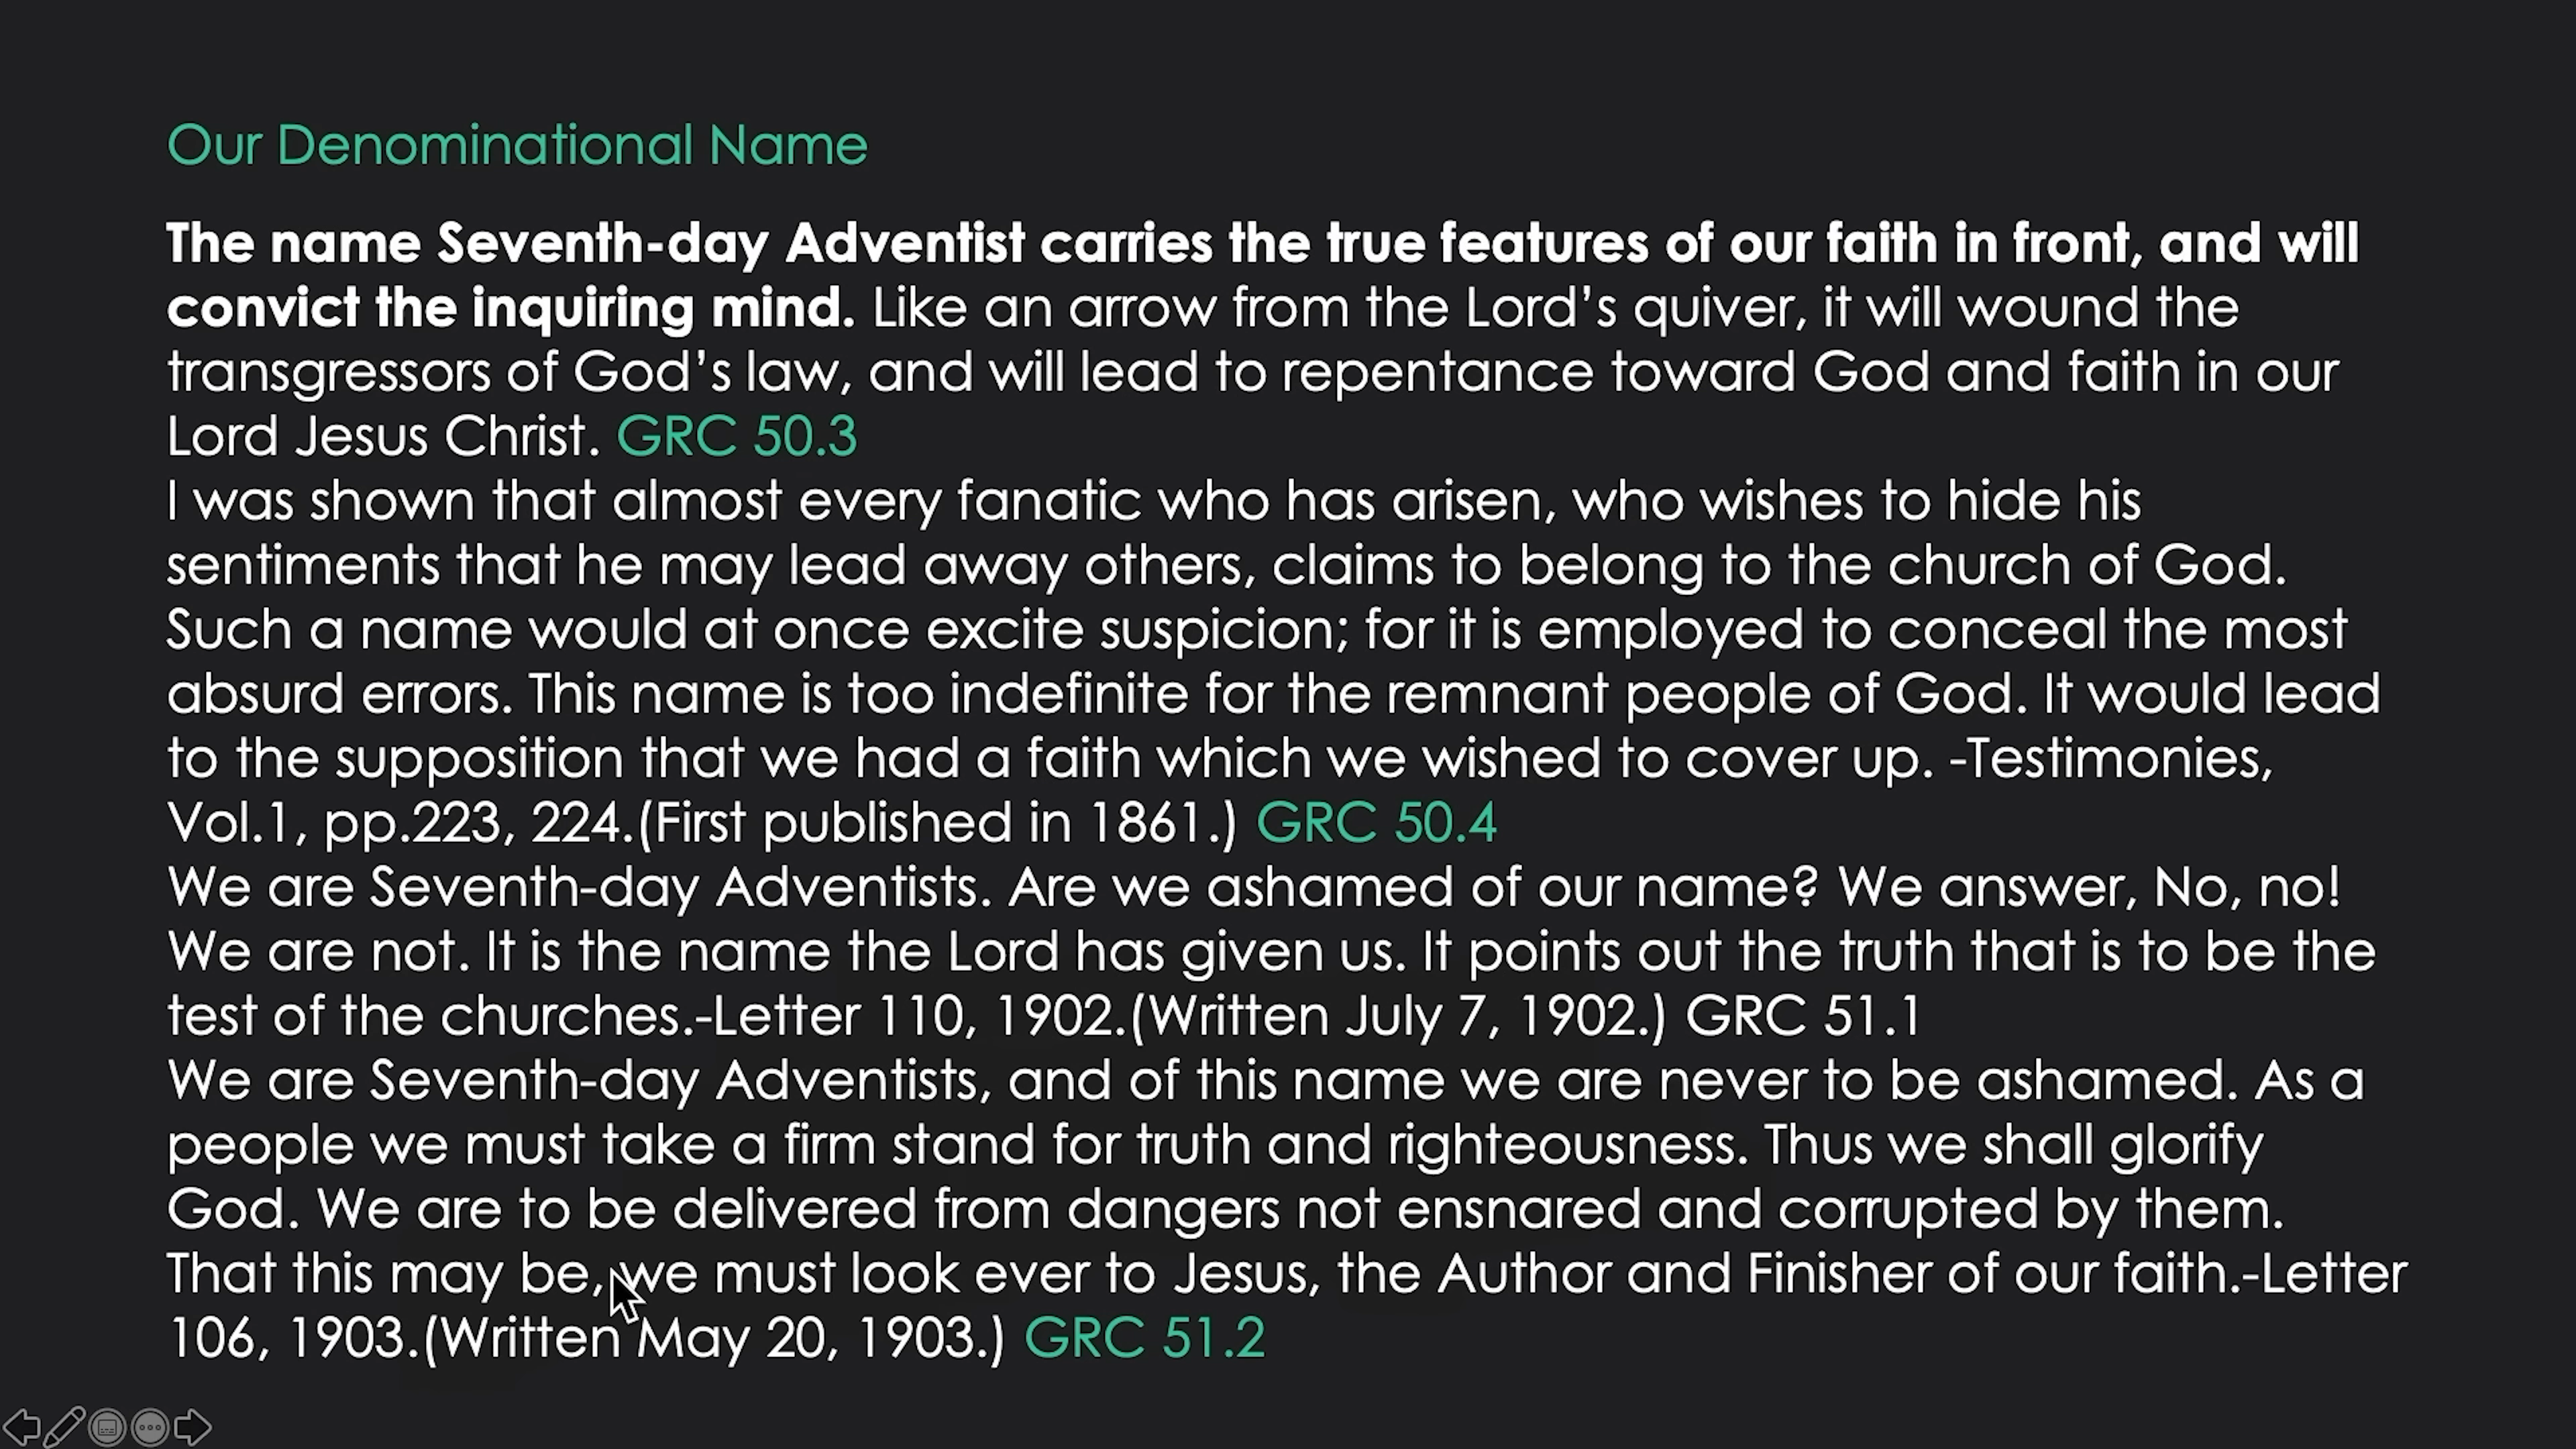 Our Denominational Name
The name Seventh-day Adventist carries the true features of our faith in front, and will
convict the inquiring mind. Like an arrow from the Lord’s quiver, it will wound the
transgressors of God’s law, and will lead to repentance toward God and faith in our
Lord Jesus Christ. GRC 50.3
I was shown that almost every fanatic who has arisen, who wishes to hide his
sentiments that he may lead away others, claims to belong to the church of God.
Such a name would at once excite suspicion; for it is employed to conceal the most
absurd errors. This name is too indefinite for the remnant people of God. It would lead
to the supposition that we had a faith which we wished to cover up. -Testimonies,
Vol.1, pp.223, 224.(First published in 1861.) GRC 50.4
We are Seventh-day Adventists. Are we ashamed of our name? We answer, No, no!
We are not. It is the name the Lord has given us. It points out the truth that is to be the
test of the churches.-Letter 110, 1902.(Written July 7, 1902.) GRC 51.1
We are Seventh-day Adventists, and of this name we are never to be ashamed. As a
people we must take a firm stand for truth and righteousness. Thus we shall glorify
God. We are to be delivered from dangers not ensnared and corrupted by them.
That this may be, we must look ever to Jesus, the Author and Finisher of our faith.-Letter
106, 1903.(Written May 20, 1903.) GRC 51.2